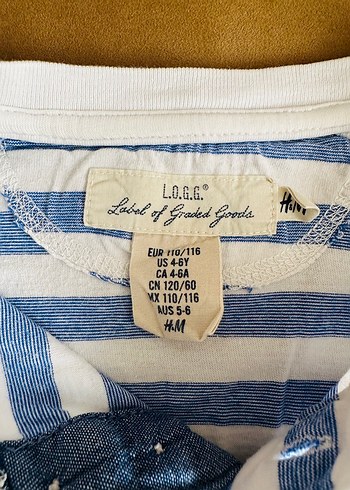 L.O.G.G.®
Label of Graded Goods
H&M
EUR 110/116
US 4-6Y
CA 4-6A
CN 120/60
MX 110/116
AUS 5-6
H&M